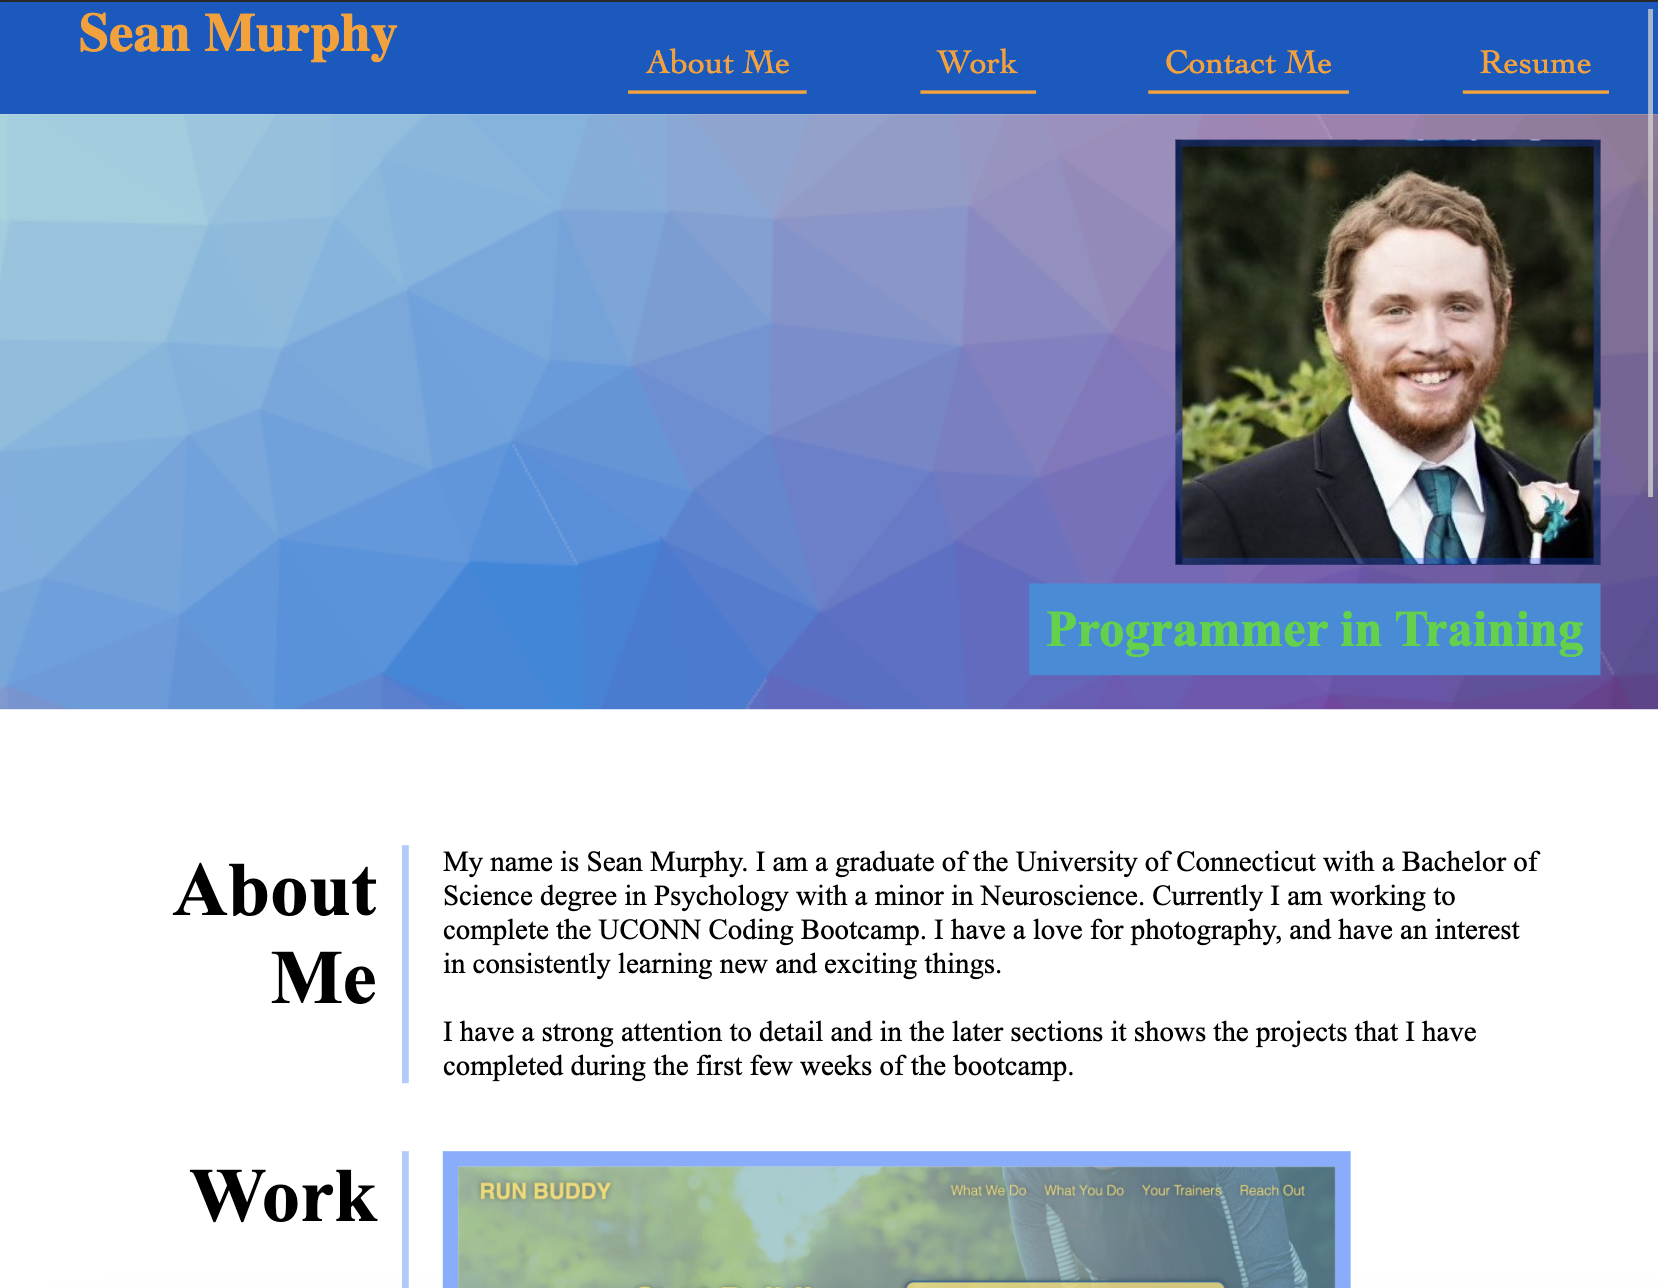 Sean Murphy
About Me
Work
Contact Me
Resume
Programmer in Training
About
Me
My name is Sean Murphy. I am a graduate of the University of Connecticut with a Bachelor of
Science degree in Psychology with a minor in Neuroscience. Currently I am working to
complete the UCONN Coding Bootcamp. I have a love for photography, and have an interest
in consistently learning new and exciting things.
I have a strong attention to detail and in the later sections it shows the projects that I have
completed during the first few weeks of the bootcamp.
Work
RUN BUDDY
What We Do
What You Do
Your Trainers
Reach Out